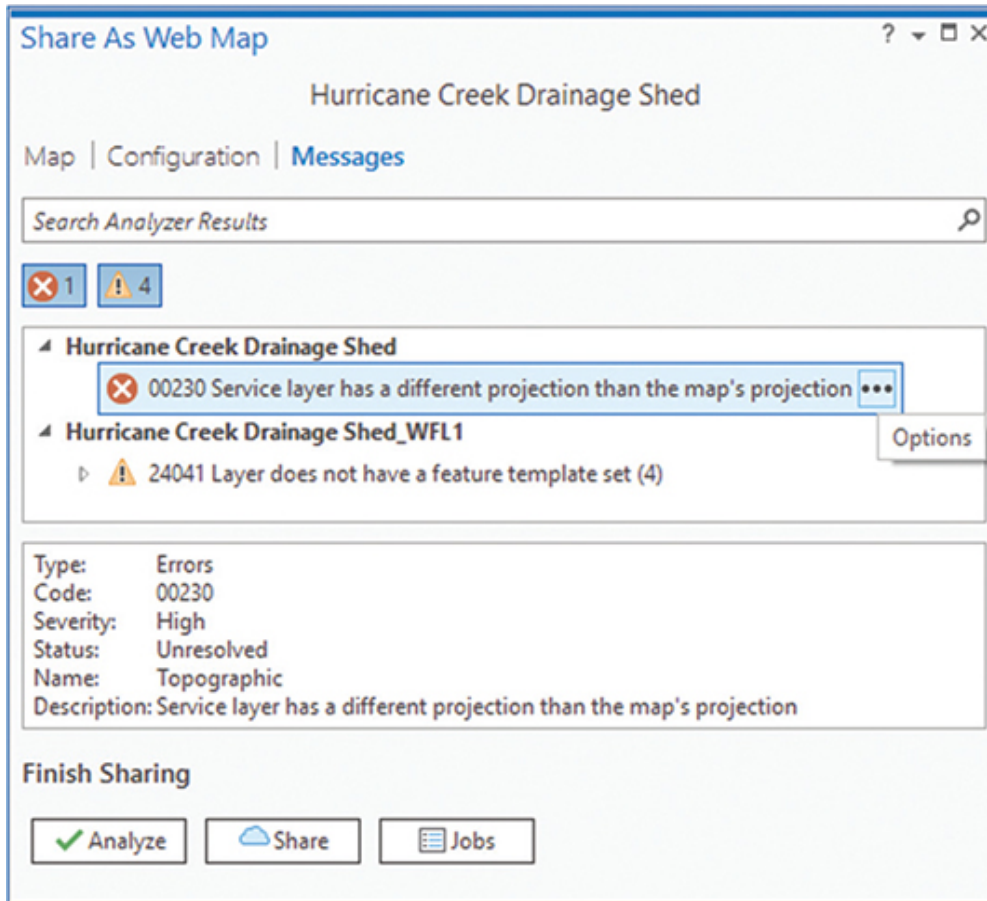 Share As Web Map
?
Hurricane Creek Drainage Shed
Map | Configuration | Messages
Search Analyzer Results
1 4
Hurricane Creek Drainage Shed
00230 Service layer has a different projection than the map's projection •••
Options
Hurricane Creek Drainage Shed_WFL1
24041 Layer does not have a feature template set (4)
Type: Errors
Code: 00230
Severity: High
Status: Unresolved
Name: Topographic
Description: Service layer has a different projection than the map's projection
Finish Sharing
Analyze Share Jobs